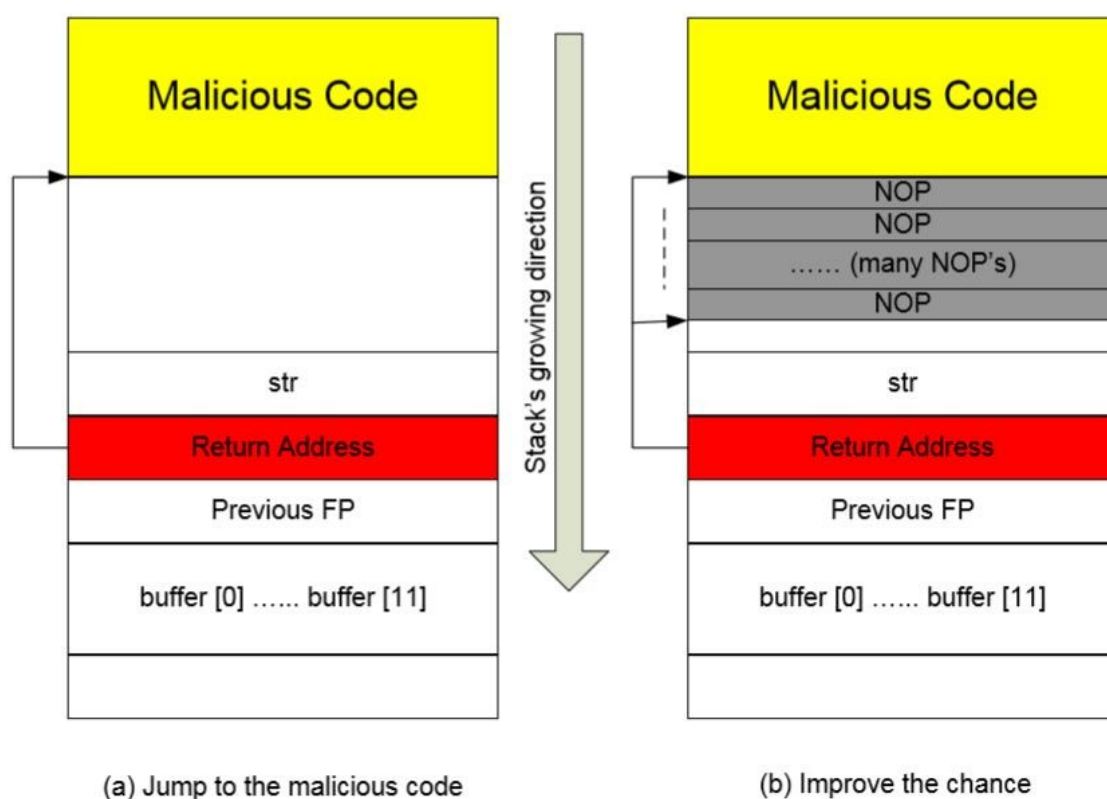 Malicious Code
str
Return Address
Previous FP
buffer [0] …... buffer [11]
(a) Jump to the malicious code
Stack's growing direction
Malicious Code
NOP
NOP
…... (many NOP's)
NOP
str
Return Address
Previous FP
buffer [0] …... buffer [11]
(b) Improve the chance